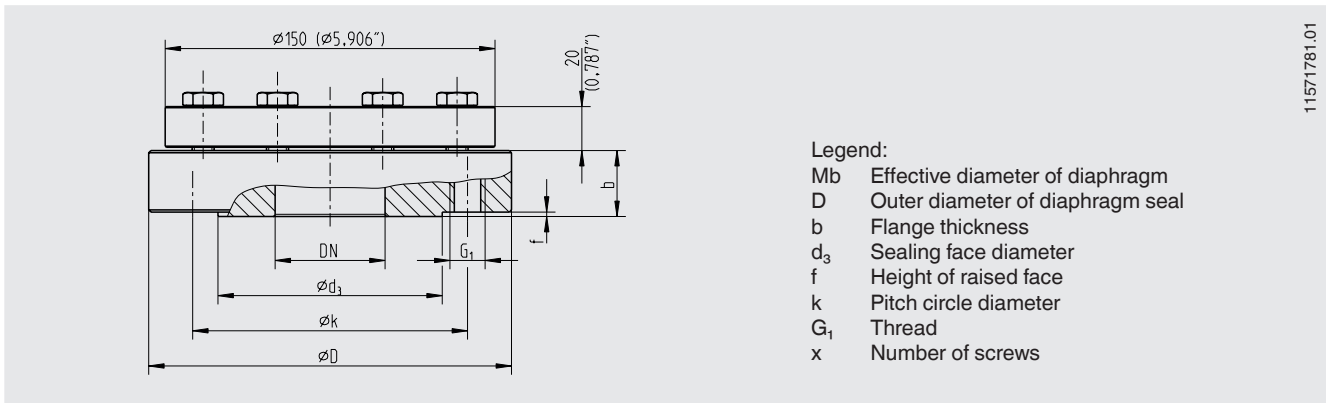 ø150 (ø5.906")
20
(0.787")
b
f
DN
G₁
ød₃
øk
øD
Legend:
Mb Effective diameter of diaphragm
D Outer diameter of diaphragm seal
b Flange thickness
d₃ Sealing face diameter
f Height of raised face
k Pitch circle diameter
G₁ Thread
x Number of screws
11571781.01